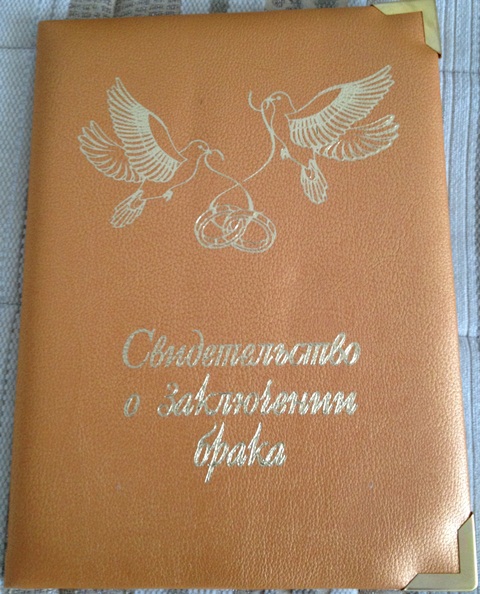 Свидетельство
о заключении
брака